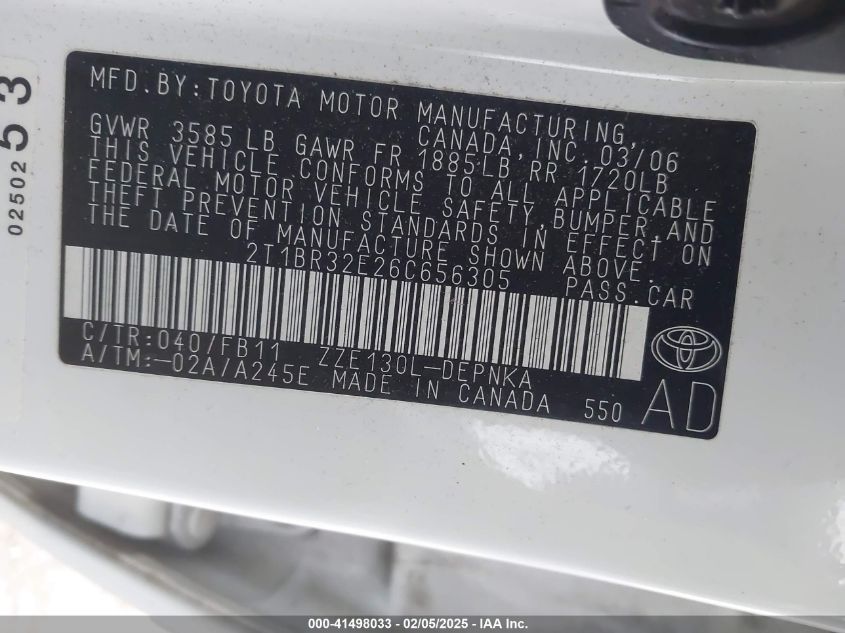 02502 53
MFD.BY:TOYOTA MOTOR MANUFACTURING,
CANADA, INC. 03/06
GVWR 3585 LB GAWR FR 1885LB RR 1720LB
THIS VEHICLE CONFORMS TO ALL APPLICABLE
FEDERAL MOTOR VEHICLE SAFETY,BUMPER,AND
THEFT PREVENTION STANDARDS IN EFFECT ON
THE DATE OF MANUFACTURE SHOWN ABOVE.
2T1BR32E26C656305 PASS.CAR
C/TR:040/FB11 ZZE130L-DEPNKA
A/TM:-02A/A245E MADE IN CANADA 550
AD
000-41498033 - 02/05/2025 - IAA Inc.